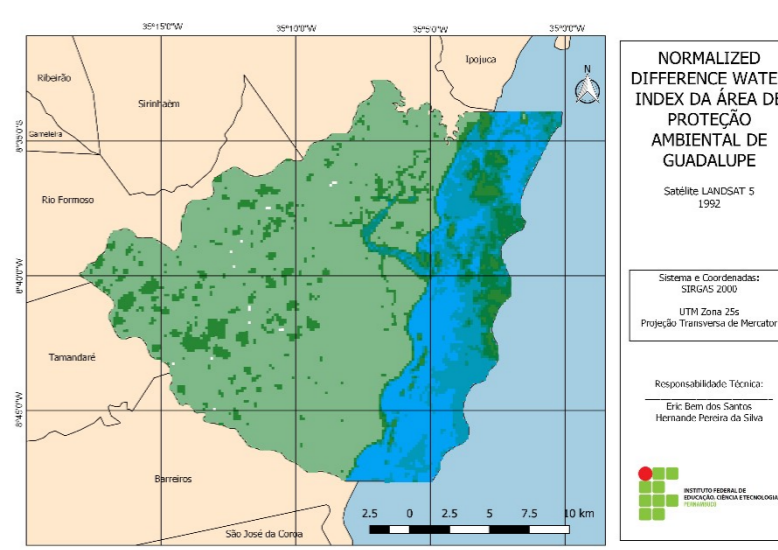 35°15'0"W 35°10'0"W 35°5'0"W 35°0'0"W
8°35'0"S
8°40'0"W
8°45'0"W
Ribeirão
Sirinhaém
Ipojuca
N
Gameleira
Rio Formoso
Tamandaré
Barreiros
São José da Coroa
2.5 0 2.5 5 7.5 10 km
NORMALIZED
DIFFERENCE WATE
INDEX DA ÁREA DE
PROTEÇÃO
AMBIENTAL DE
GUADALUPE
Satélite LANDSAT 5
1992
Sistema e Coordenadas:
SIRGAS 2000
UTM Zona 25s
Projeção Transversa de Mercator
Responsabilidade Técnica:
Eric Bem dos Santos
Hernande Pereira da Silva
INSTITUTO FEDERAL DE
EDUCAÇÃO, CIÊNCIA E TECNOLOGIA
PERNAMBUCO